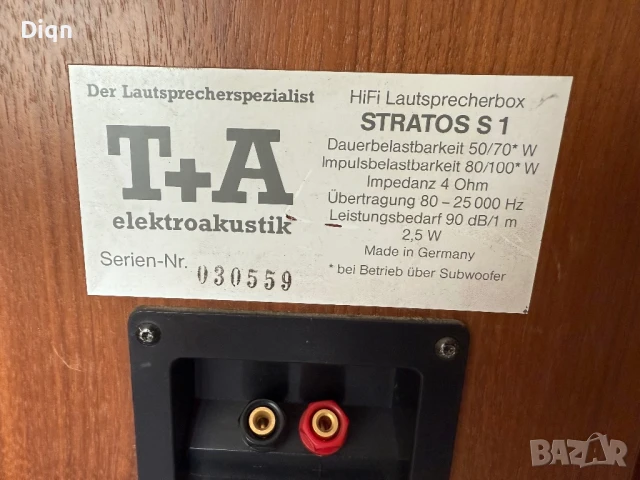 Diqn
Der Lautsprecherspezialist
T+A
elektroakustik
Serien-Nr. 030559
HiFi Lautsprecherbox
STRATOS S 1
Dauerbelastbarkeit 50/70* W
Impulsbelastbarkeit 80/100* W
Impedanz 4 Ohm
Übertragung 80 – 25 000 Hz
Leistungsbedarf 90 dB/1 m
2,5 W
Made in Germany
* bei Betrieb über Subwoofer
BAZAR